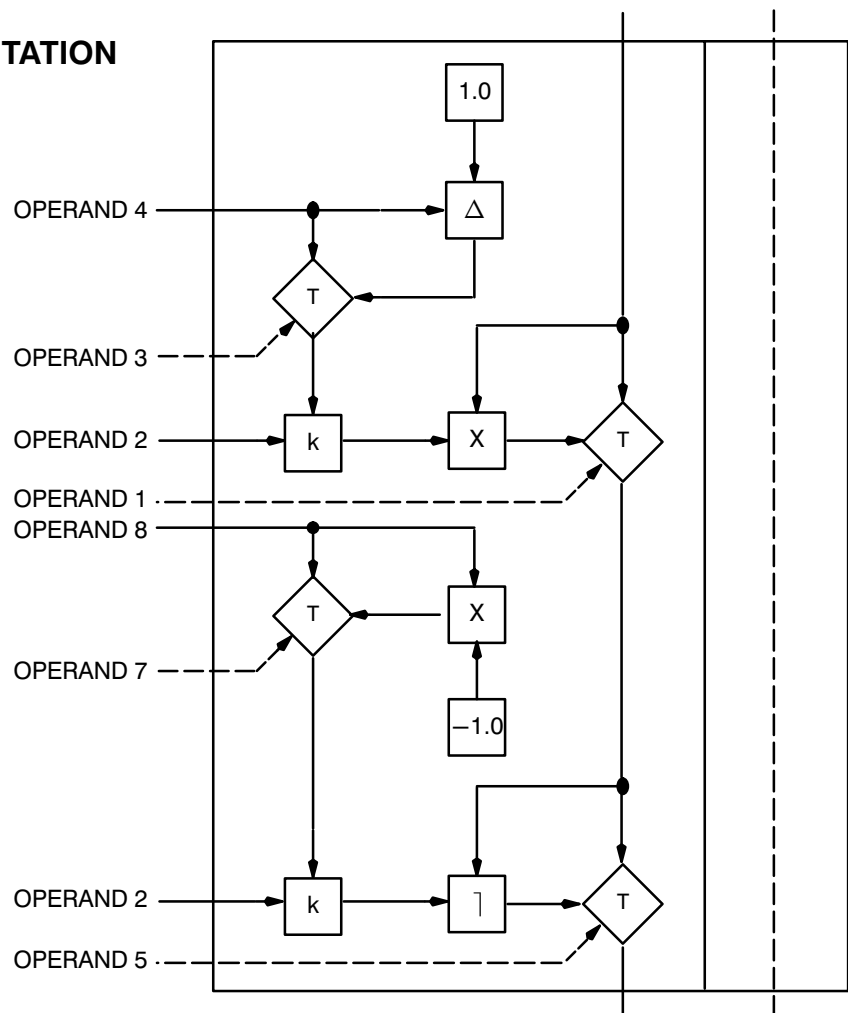 TATION
1.0
OPERAND 4
Δ
T
OPERAND 3
OPERAND 2
k
X
T
OPERAND 1
OPERAND 8
T
X
OPERAND 7
−1.0
OPERAND 2
k
˥
T
OPERAND 5